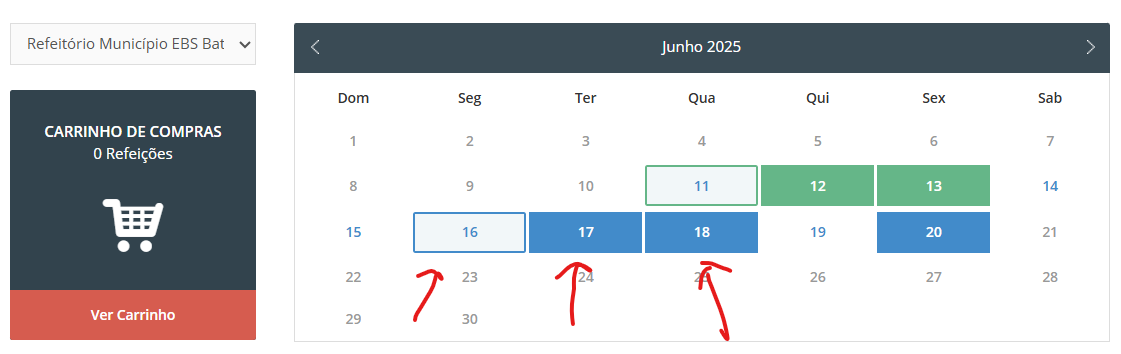 Refeitório Município EBS Bat
CARRINHO DE COMPRAS
0 Refeições
Ver Carrinho
Junho 2025
Dom Seg Ter Qua Qui Sex Sab
1 2 3 4 5 6 7
8 9 10 11 12 13 14
15 16 17 18 19 20 21
22 23 24 25 26 27 28
29 30